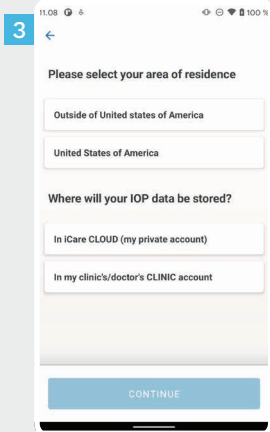 3
11.08 100 %
Please select your area of residence
Outside of United states of America
United States of America
Where will your IOP data be stored?
In iCare CLOUD (my private account)
In my clinic's/doctor's CLINIC account
CONTINUE